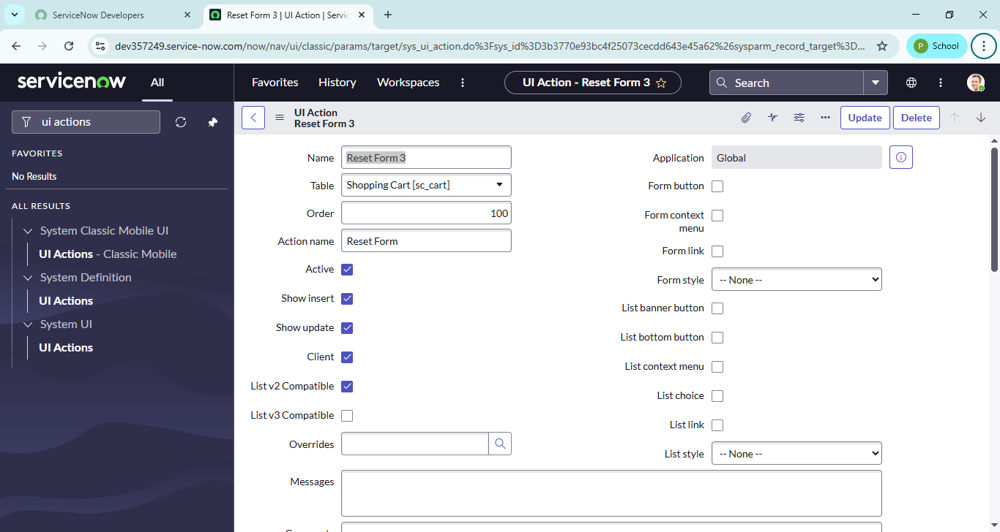 ServiceNow Developers
Reset Form 3 | UI Action | Servic
dev357249.service-now.com/now/nav/ui/classic/params/target/sys_ui_action.do%3Fsys_id%3D3b3770e93bc4f25073cecdd643e45a62%26sysparm_record_target%3D...
P School
servicenow
All
Favorites
History
Workspaces
UI Action - Reset Form 3
Search
ui actions
FAVORITES
No Results
ALL RESULTS
System Classic Mobile UI
UI Actions - Classic Mobile
System Definition
UI Actions
System UI
UI Actions
UI Action
Reset Form 3
Update
Delete
Name Reset Form 3
Table Shopping Cart [sc_cart]
Order 100
Action name Reset Form
Active
Show insert
Show update
Client
List v2 Compatible
List v3 Compatible
Overrides
Application Global
Form button
Form context
menu
Form link
Form style -- None --
List banner button
List bottom button
List context menu
List choice
List link
List style -- None --
Messages